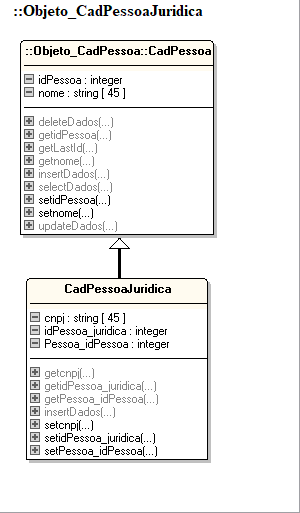 ::Objeto_CadPessoaJuridica
::Objeto_CadPessoa::CadPessoa
idPessoa : integer
nome : string [ 45 ]
deleteDados(...)
getidPessoa(...)
getLastId(...)
getnome(...)
insertDados(...)
selectDados(...)
setidPessoa(...)
setnome(...)
updateDados(...)
CadPessoaJuridica
cnpj : string [ 45 ]
idPessoa_juridica : integer
Pessoa_idPessoa : integer
getcnpj(...)
getidPessoa_juridica(...)
getPessoa_idPessoa(...)
insertDados(...)
setcnpj(...)
setidPessoa_juridica(...)
setPessoa_idPessoa(...)